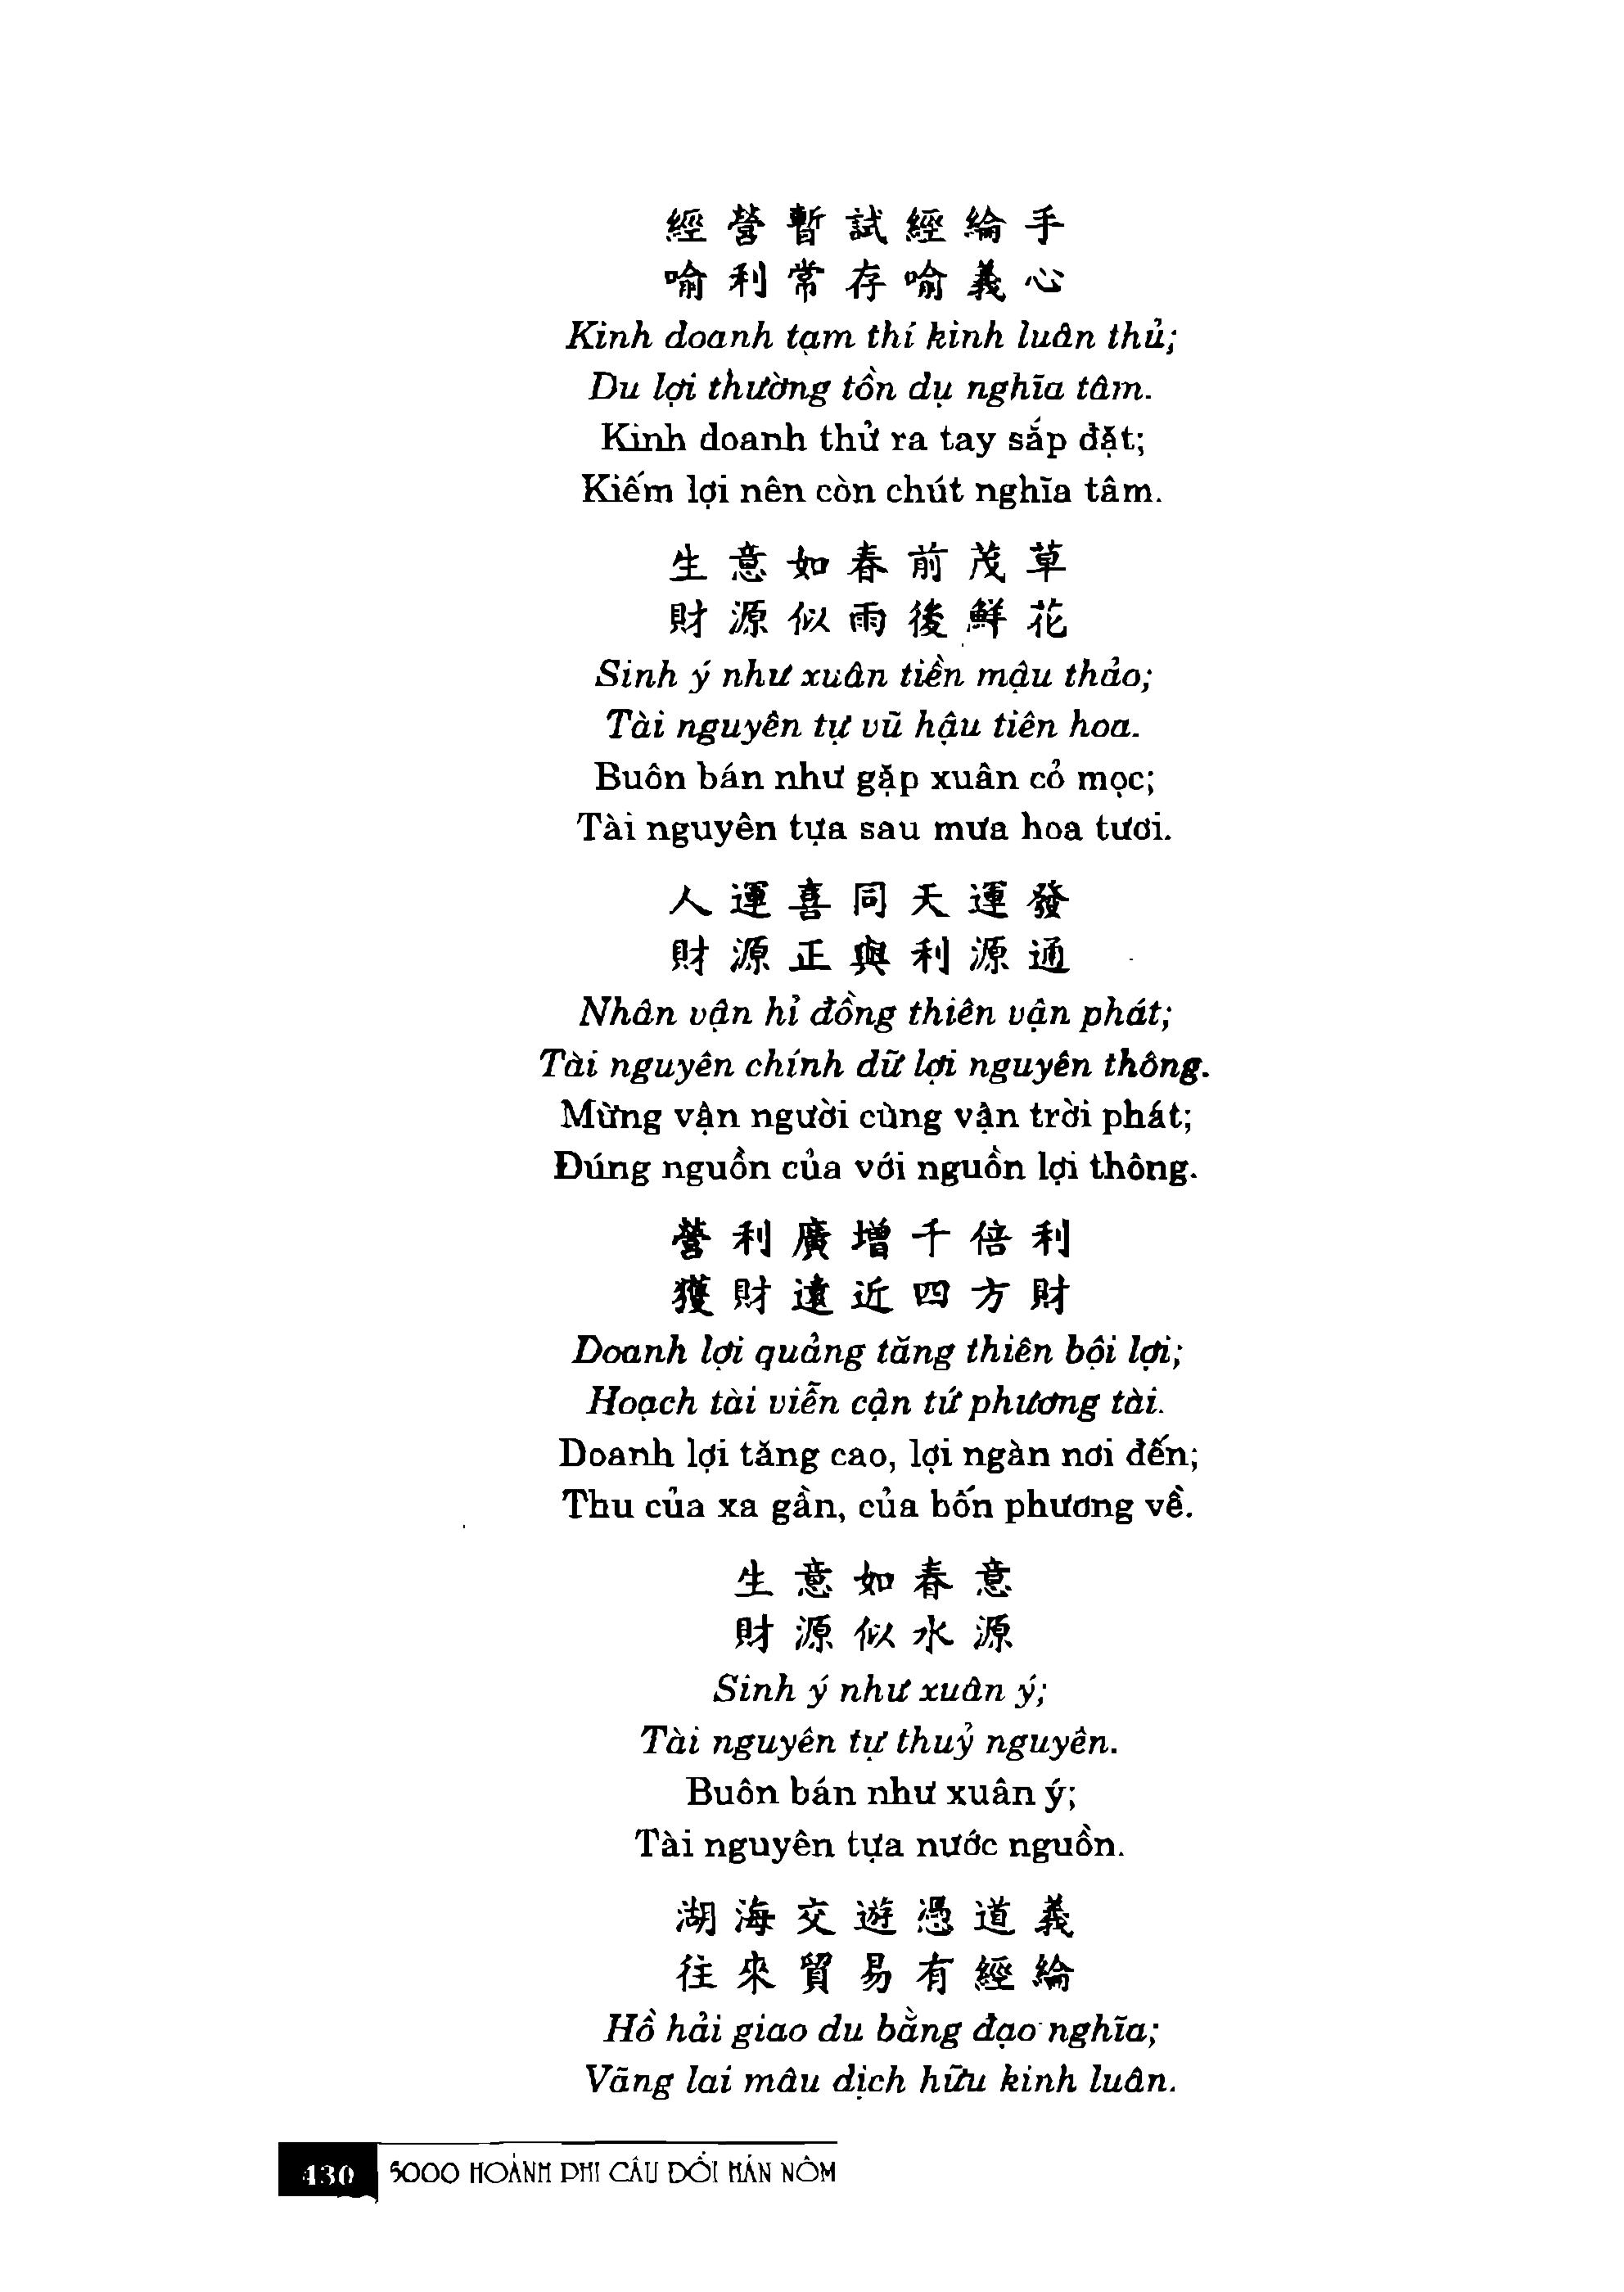 經營暫試經綸手
喻利常存喻義心
Kinh doanh tạm thí kinh luân thủ;
Du lợi thường tồn dụ nghĩa tâm.
Kinh doanh thử ra tay sắp đặt;
Kiếm lợi nên còn chút nghĩa tâm.
生意如春前茂草
財源似雨後鮮花
Sinh ý như xuân tiền mậu thảo;
Tài nguyên tự vũ hậu tiên hoa.
Buôn bán như gặp xuân cỏ mọc;
Tài nguyên tựa sau mưa hoa tươi.
人運喜同天運發
財源正與利源通
Nhân vận hỉ đồng thiên vận phát;
Tài nguyên chính dữ lợi nguyên thông.
Mừng vận người cùng vận trời phát;
Đúng nguồn của với nguồn lợi thông.
營利廣增千倍利
獲財遠近四方財
Doanh lợi quảng tăng thiên bội lợi;
Hoạch tài viễn cận tứ phương tài.
Doanh lợi tăng cao, lợi ngàn nơi đến;
Thu của xa gần, của bốn phương về.
生意如春意
財源似水源
Sinh ý như xuân ý;
Tài nguyên tự thuỷ nguyên.
Buôn bán như xuân ý;
Tài nguyên tựa nước nguồn.
湖海交遊憑道義
往來貿易有經綸
Hồ hải giao du bằng đạo nghĩa;
Vãng lai mâu dịch hữu kinh luân.
430 5000 HOÀNH PHI CÂU ĐỐI HÁN NÔM